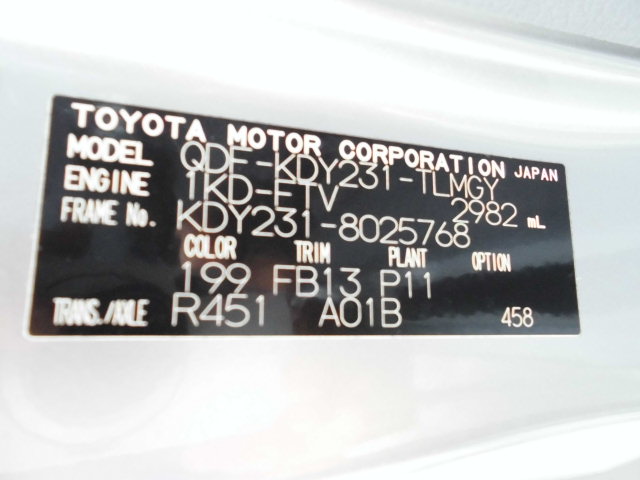 TOYOTA MOTOR CORPORATION JAPAN
MODEL QDF-KDY231-TLMGY
ENGINE 1KD-FTV 2982 mL
FRAME No. KDY231-8025768
COLOR TRIM PLANT OPTION
199 FB13 P11
TRANS./AXLE R451 A01B 458